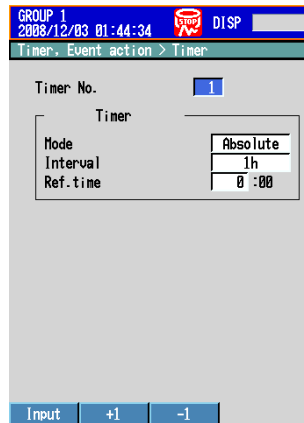 GROUP 1
2008/12/03 01:44:34
STOP
DISP
Timer, Event action > Timer
Timer No. 1
Timer
Mode Absolute
Interval 1h
Ref.time 0 :00
Input +1 -1